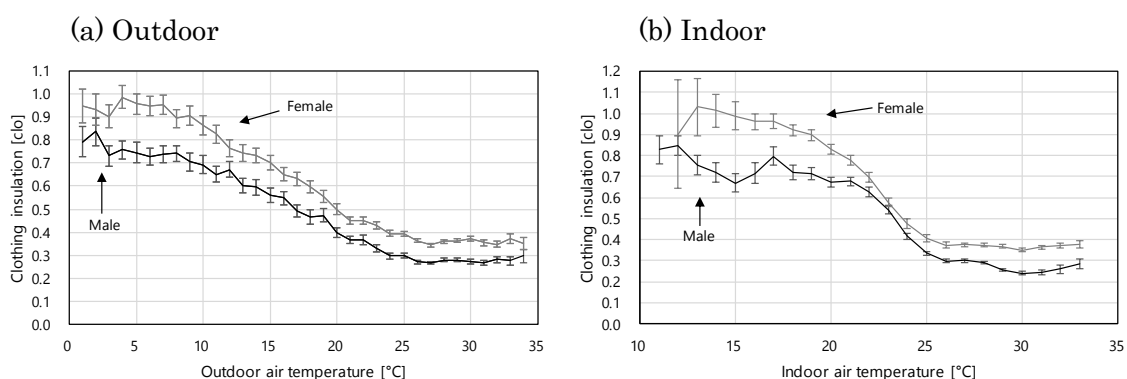 (a) Outdoor
Clothing insulation [clo]
1.1
1.0
0.9
0.8
0.7
0.6
0.5
0.4
0.3
0.2
0.1
0.0
Female
Male
0 5 10 15 20 25 30 35
Outdoor air temperature [°C]
(b) Indoor
Clothing insulation [clo]
1.2
1.1
1.0
0.9
0.8
0.7
0.6
0.5
0.4
0.3
0.2
0.1
0.0
Female
Male
10 15 20 25 30 35
Indoor air temperature [°C]